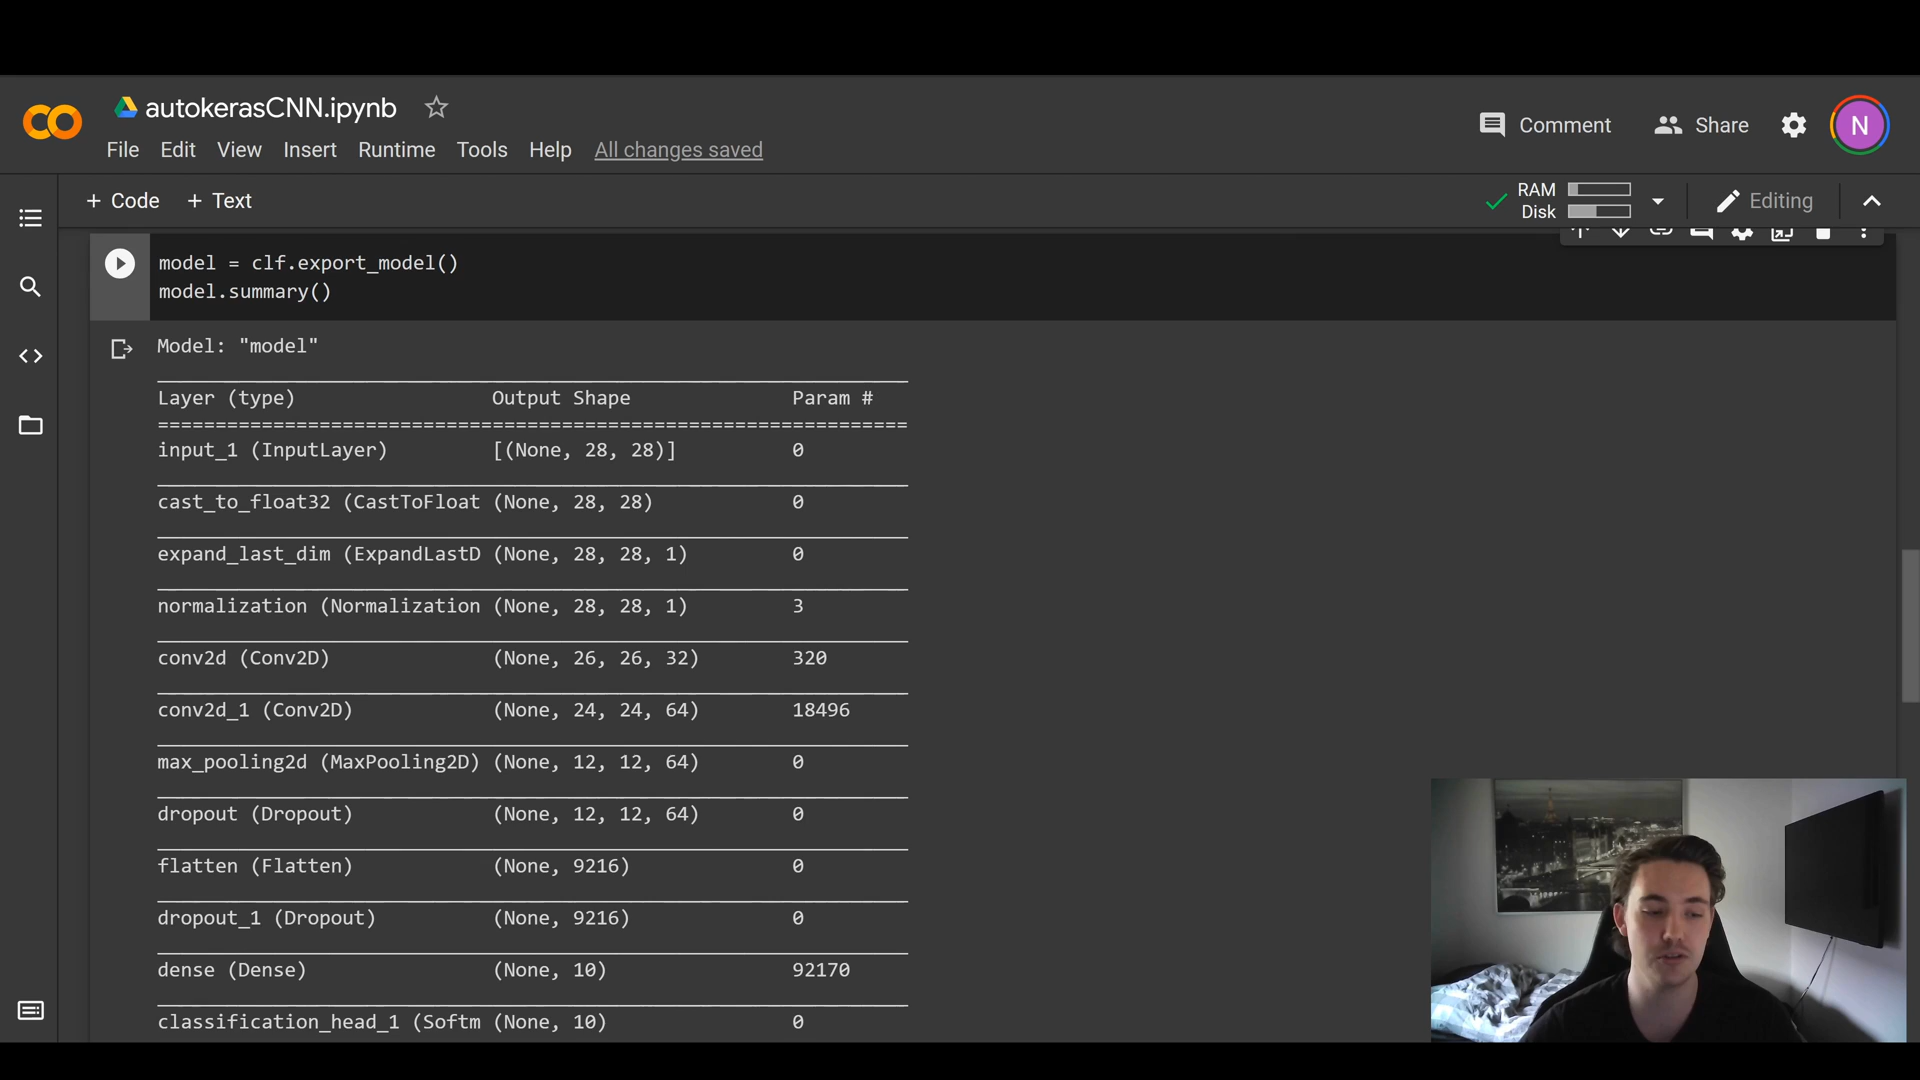 autokerasCNN.ipynb
File Edit View Insert Runtime Tools Help All changes saved
Comment Share N
+ Code + Text
RAM
Disk
Editing
model = clf.export_model()
model.summary()
Model: "model"
Layer (type) Output Shape Param #
=================================================================
input_1 (InputLayer) [(None, 28, 28)] 0
cast_to_float32 (CastToFloat (None, 28, 28) 0
expand_last_dim (ExpandLastD (None, 28, 28, 1) 0
normalization (Normalization (None, 28, 28, 1) 3
conv2d (Conv2D) (None, 26, 26, 32) 320
conv2d_1 (Conv2D) (None, 24, 24, 64) 18496
max_pooling2d (MaxPooling2D) (None, 12, 12, 64) 0
dropout (Dropout) (None, 12, 12, 64) 0
flatten (Flatten) (None, 9216) 0
dropout_1 (Dropout) (None, 9216) 0
dense (Dense) (None, 10) 92170
classification_head_1 (Softm (None, 10) 0